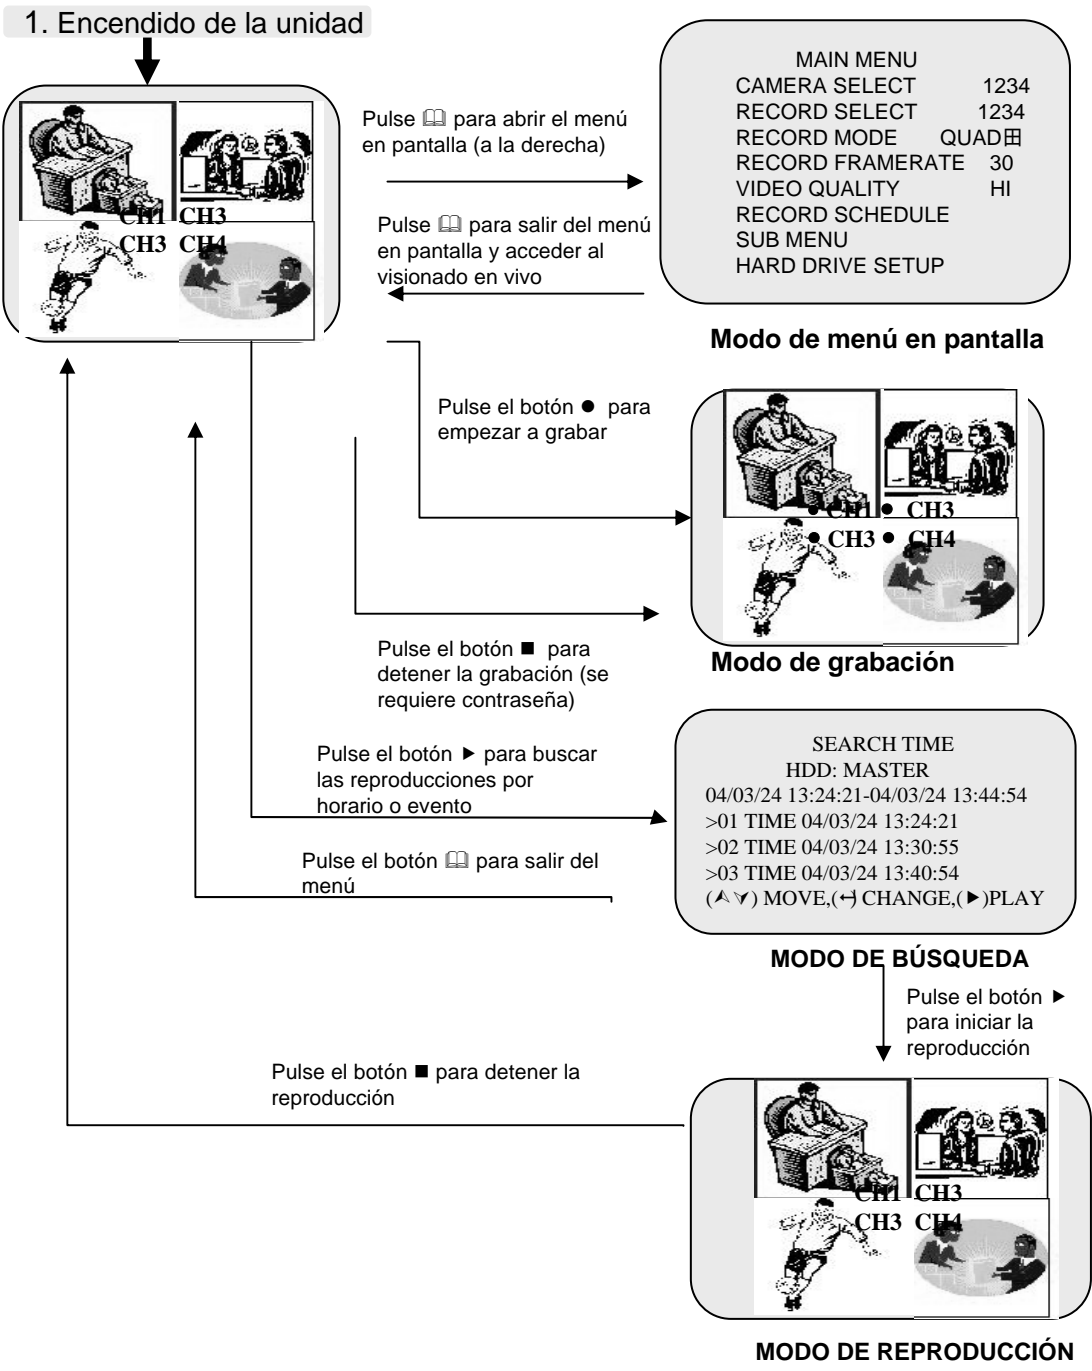 1. Encendido de la unidad
CH1 CH3
CH3 CH4
Pulse 🕮 para abrir el menú
en pantalla (a la derecha)
Pulse 🕮 para salir del menú
en pantalla y acceder al
visionado en vivo
MAIN MENU
CAMERA SELECT 1234
RECORD SELECT 1234
RECORD MODE QUAD田
RECORD FRAMERATE 30
VIDEO QUALITY HI
RECORD SCHEDULE
SUB MENU
HARD DRIVE SETUP
Modo de menú en pantalla
Pulse el botón ● para
empezar a grabar
● CH1 ● CH3
● CH3 ● CH4
Modo de grabación
Pulse el botón ■ para
detener la grabación (se
requiere contraseña)
Pulse el botón ▶ para buscar
las reproducciones por
horario o evento
Pulse el botón 🕮 para salir del
menú
SEARCH TIME
HDD: MASTER
04/03/24 13:24:21-04/03/24 13:44:54
>01 TIME 04/03/24 13:24:21
>02 TIME 04/03/24 13:30:55
>03 TIME 04/03/24 13:40:54
(⮝⮟) MOVE,(↵) CHANGE,(▶)PLAY
MODO DE BÚSQUEDA
Pulse el botón ▶
para iniciar la
reproducción
Pulse el botón ■ para detener la
reproducción
CH1 CH3
CH3 CH4
MODO DE REPRODUCCIÓN